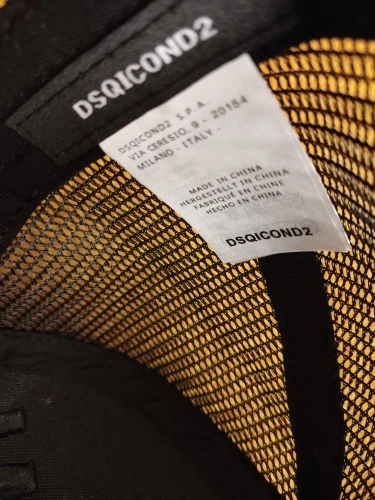 DSQICOND2
DSQICOND2 S.P.A.
VIA CERESIO, 9 - 20154
MILANO - ITALY -
MADE IN CHINA
HERGESTELLT IN CHINA
FABRIQUÉ EN CHINE
HECHO EN CHINA
DSQICOND2